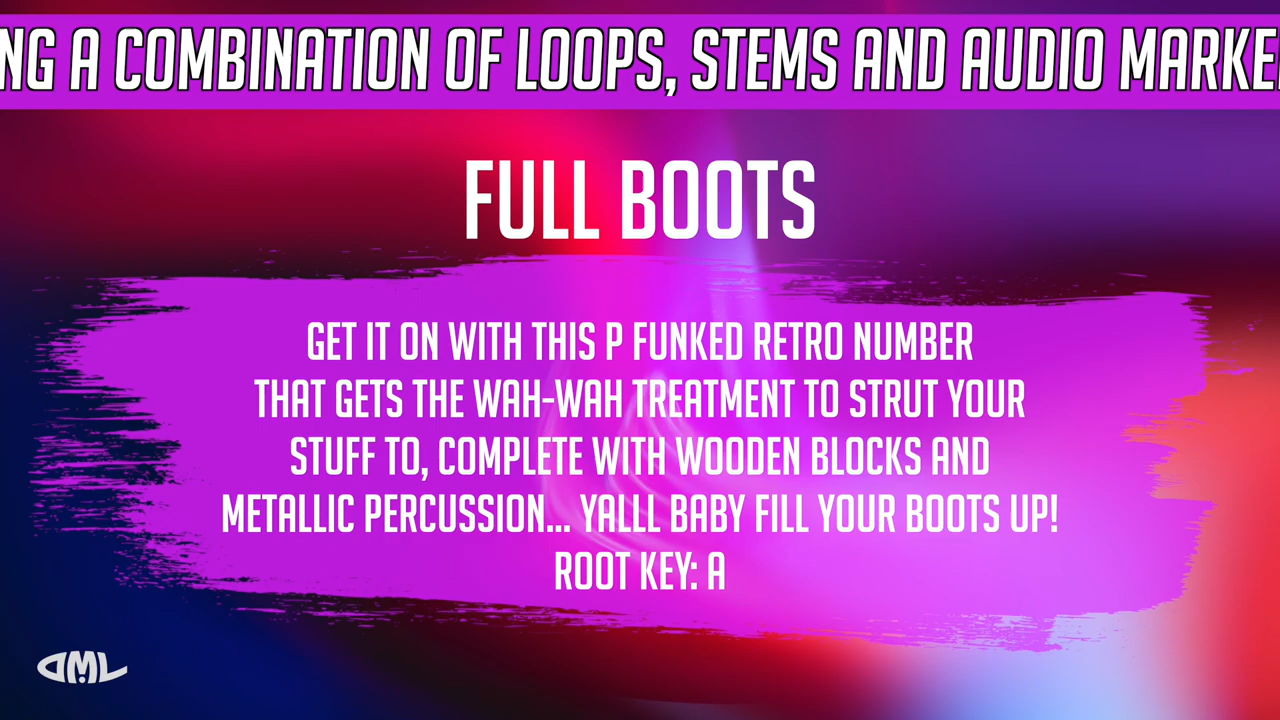 NG A COMBINATION OF LOOPS, STEMS AND AUDIO MARKE
FULL BOOTS
GET IT ON WITH THIS P FUNKED RETRO NUMBER
THAT GETS THE WAH-WAH TREATMENT TO STRUT YOUR
STUFF TO, COMPLETE WITH WOODEN BLOCKS AND
METALLIC PERCUSSION... YALLL BABY FILL YOUR BOOTS UP!
ROOT KEY: A
DML